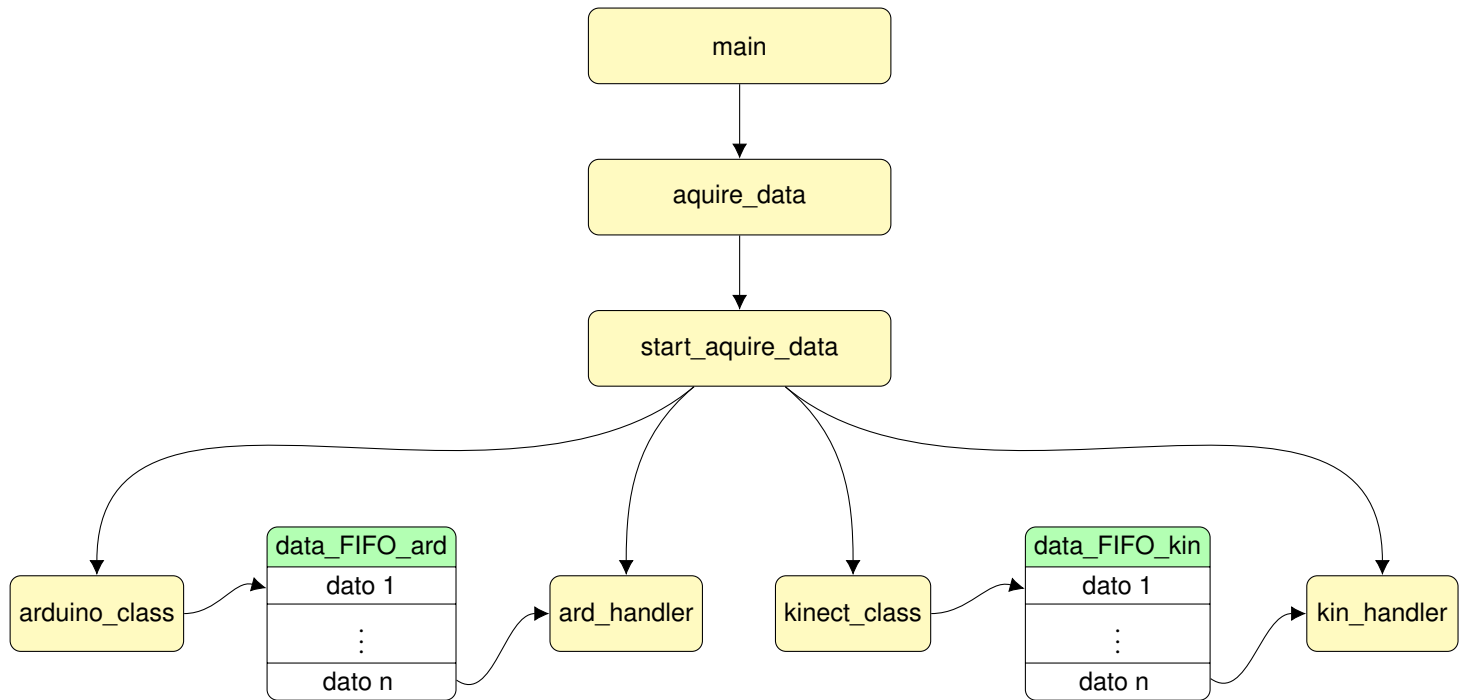 main
aquire_data
start_aquire_data
data_FIFO_ard
dato 1
⋮
dato n
arduino_class
ard_handler
data_FIFO_kin
dato 1
⋮
dato n
kinect_class
kin_handler